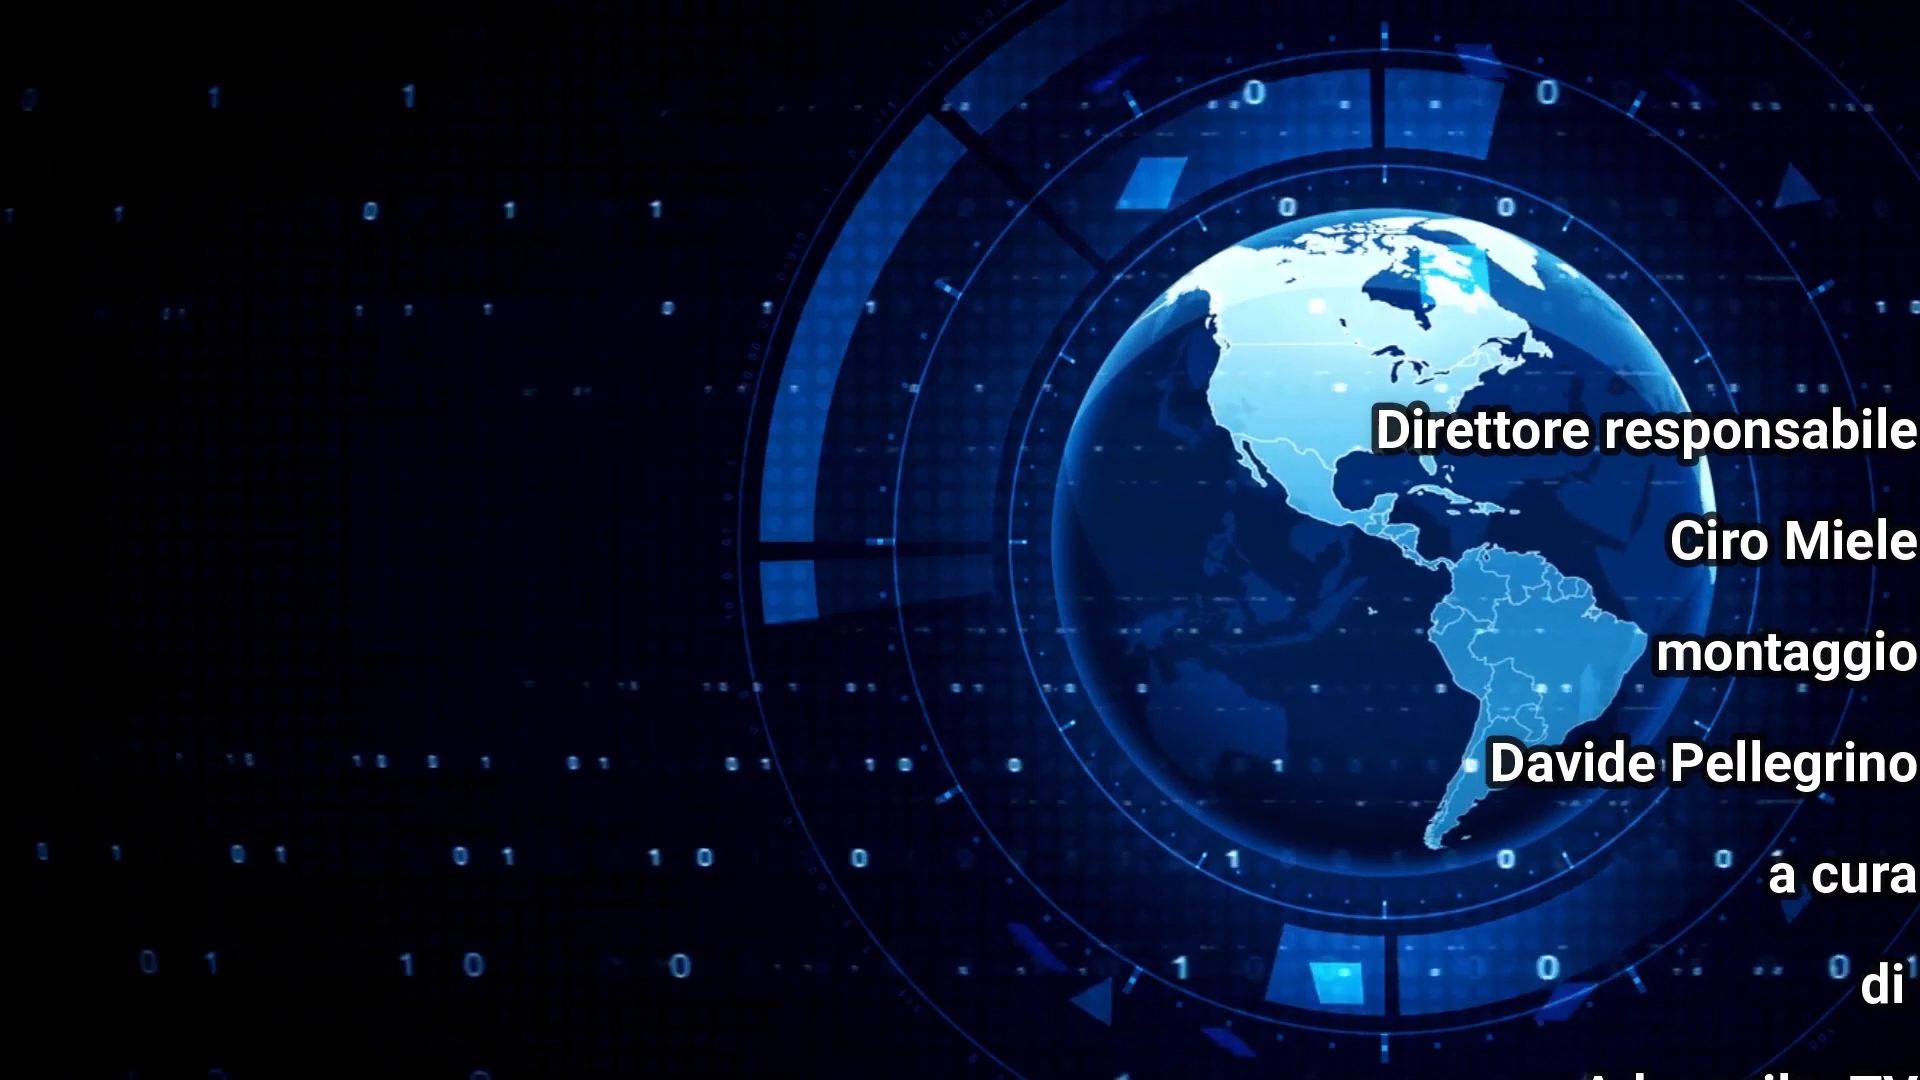 Direttore responsabile
Ciro Miele
montaggio
Davide Pellegrino
a cura
di